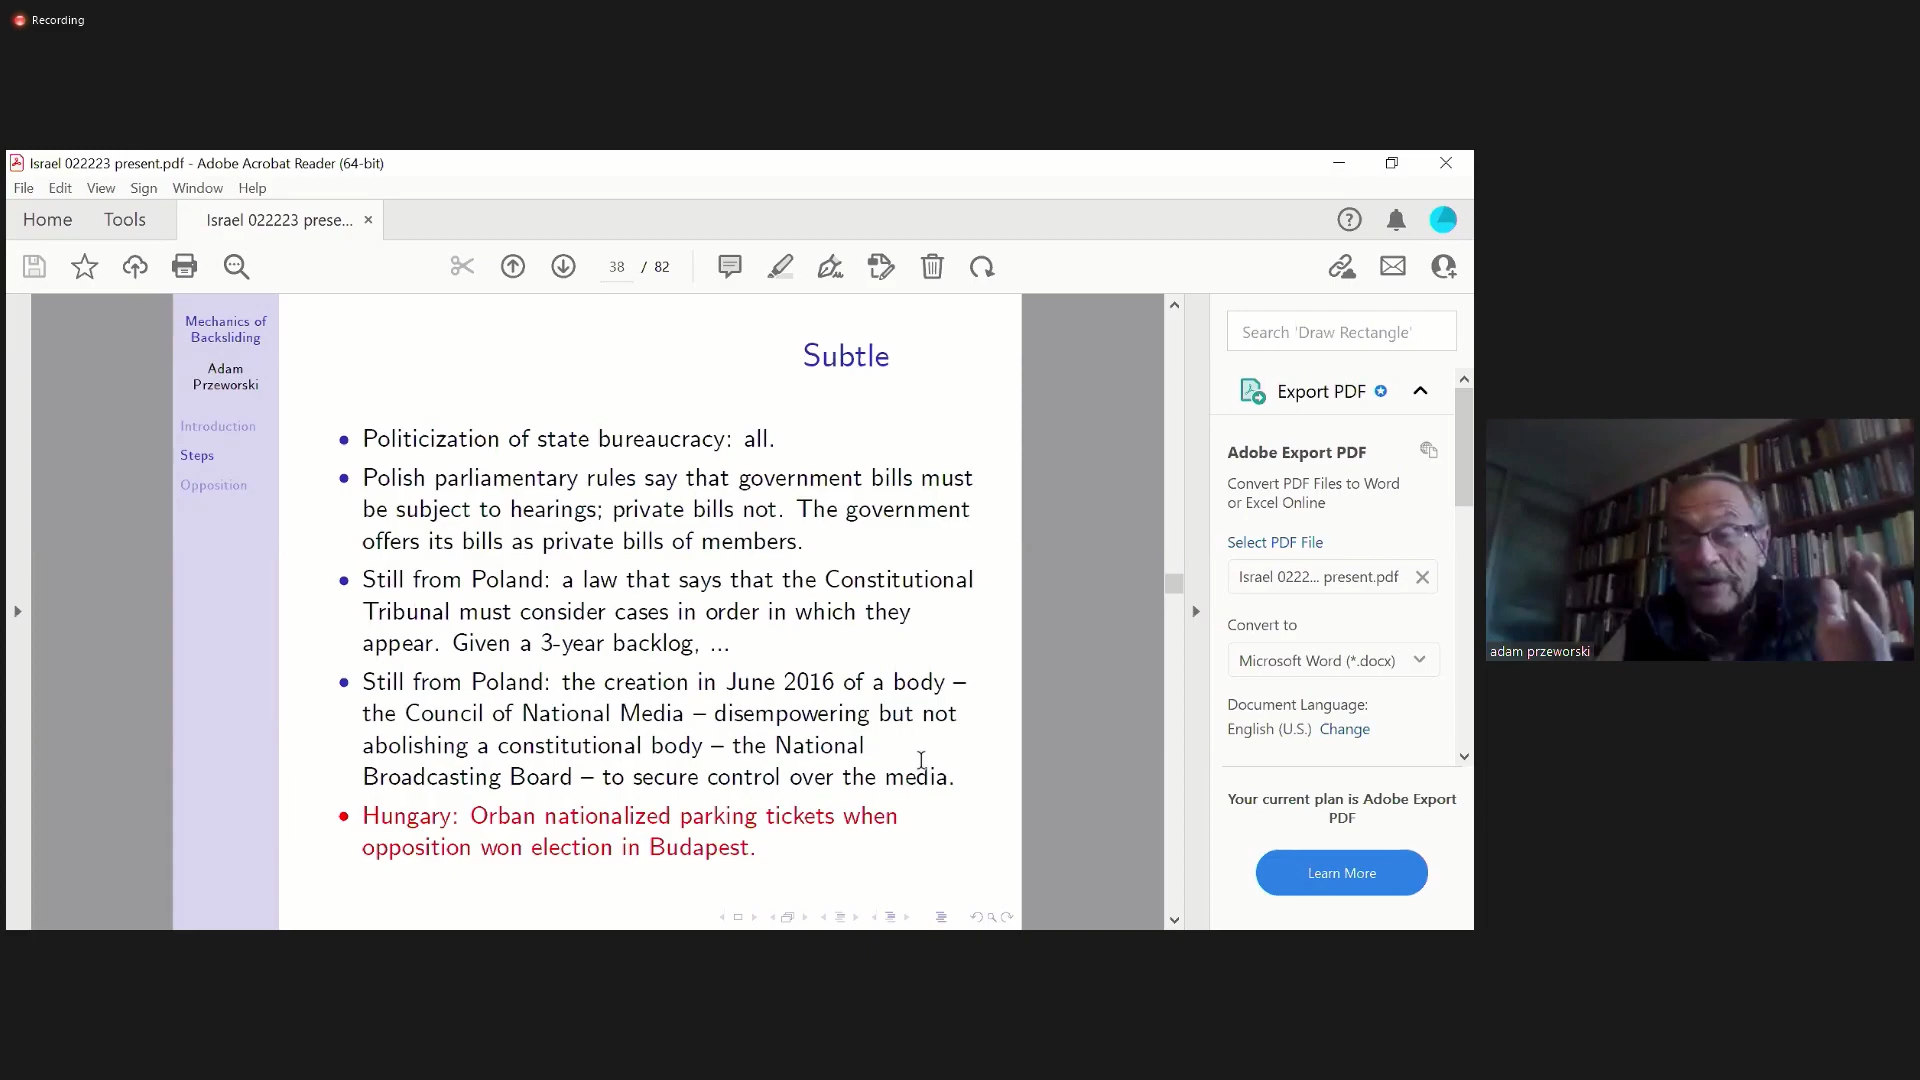 Recording
Israel 022223 present.pdf - Adobe Acrobat Reader (64-bit)
File Edit View Sign Window Help
Home Tools Israel 022223 prese... ×
38 / 82
Mechanics of
Backsliding
Adam
Przeworski
Introduction
Steps
Opposition
Subtle
• Politicization of state bureaucracy: all.
• Polish parliamentary rules say that government bills must
be subject to hearings; private bills not. The government
offers its bills as private bills of members.
• Still from Poland: a law that says that the Constitutional
Tribunal must consider cases in order in which they
appear. Given a 3-year backlog, ...
• Still from Poland: the creation in June 2016 of a body –
the Council of National Media – disempowering but not
abolishing a constitutional body – the National
Broadcasting Board – to secure control over the media.
• Hungary: Orban nationalized parking tickets when
opposition won election in Budapest.
Search 'Draw Rectangle'
Export PDF
Adobe Export PDF
Convert PDF Files to Word
or Excel Online
Select PDF File
Israel 0222... present.pdf
Convert to
Microsoft Word (*.docx)
Document Language:
English (U.S.) Change
Your current plan is Adobe Export
PDF
Learn More
adam przeworski